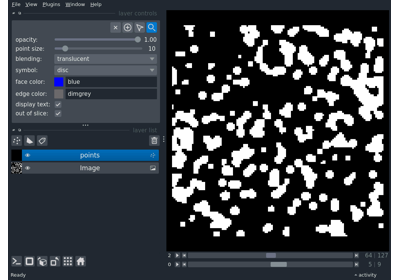 File View Plugins Window Help
layer controls
opacity: 1.00
point size: 10
blending: translucent
symbol: disc
face color: blue
edge color: dimgrey
display text:
out of slice:
layer list
points
Image
2 64 127
0 5 9
Ready activity